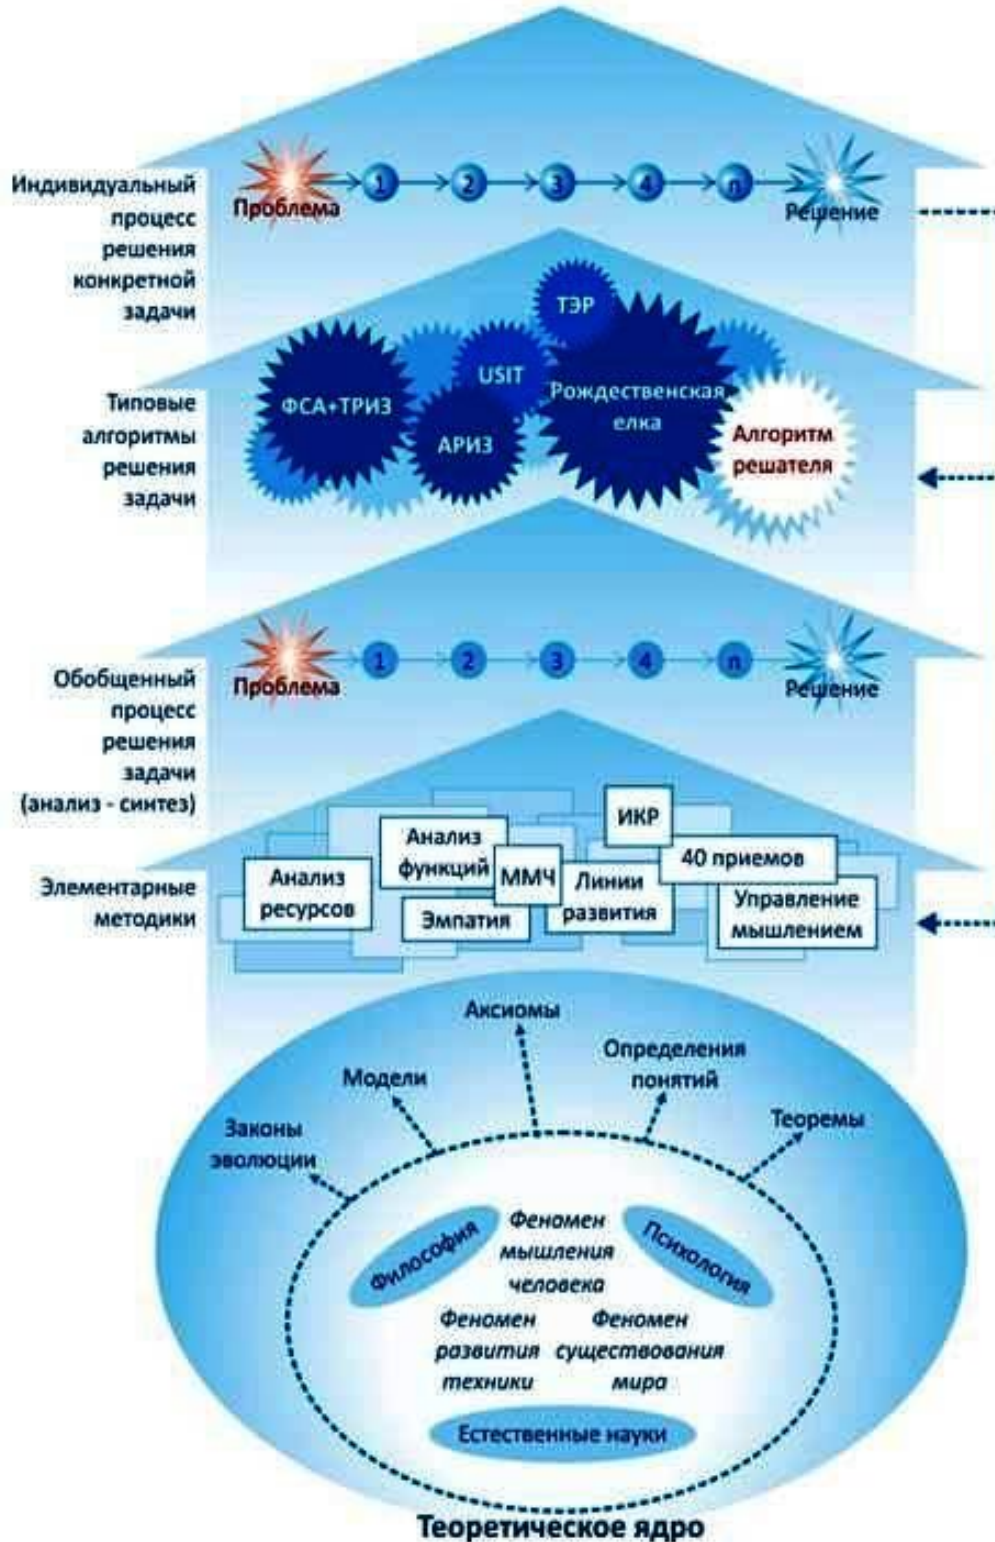 Индивидуальный
процесс
решения
конкретной
задачи
Проблема
1
2
3
4
n
Решение
Типовые
алгоритмы
решения
задачи
ФСА+ТРИЗ
USIT
АРИЗ
ТЭР
Рождественская
елка
Алгоритм
решателя
Обобщенный
процесс
решения
задачи
(анализ - синтез)
Проблема
1
2
3
4
n
Решение
Элементарные
методики
Анализ
ресурсов
Анализ
функций
Эмпатия
ММЧ
Линии
развития
ИКР
40 приемов
Управление
мышлением
Аксиомы
Модели
Определения
понятий
Законы
эволюции
Теоремы
Философия
Феномен
мышления
человека
Психология
Феномен
развития
техники
Феномен
существования
мира
Естественные науки
Теоретическое ядро